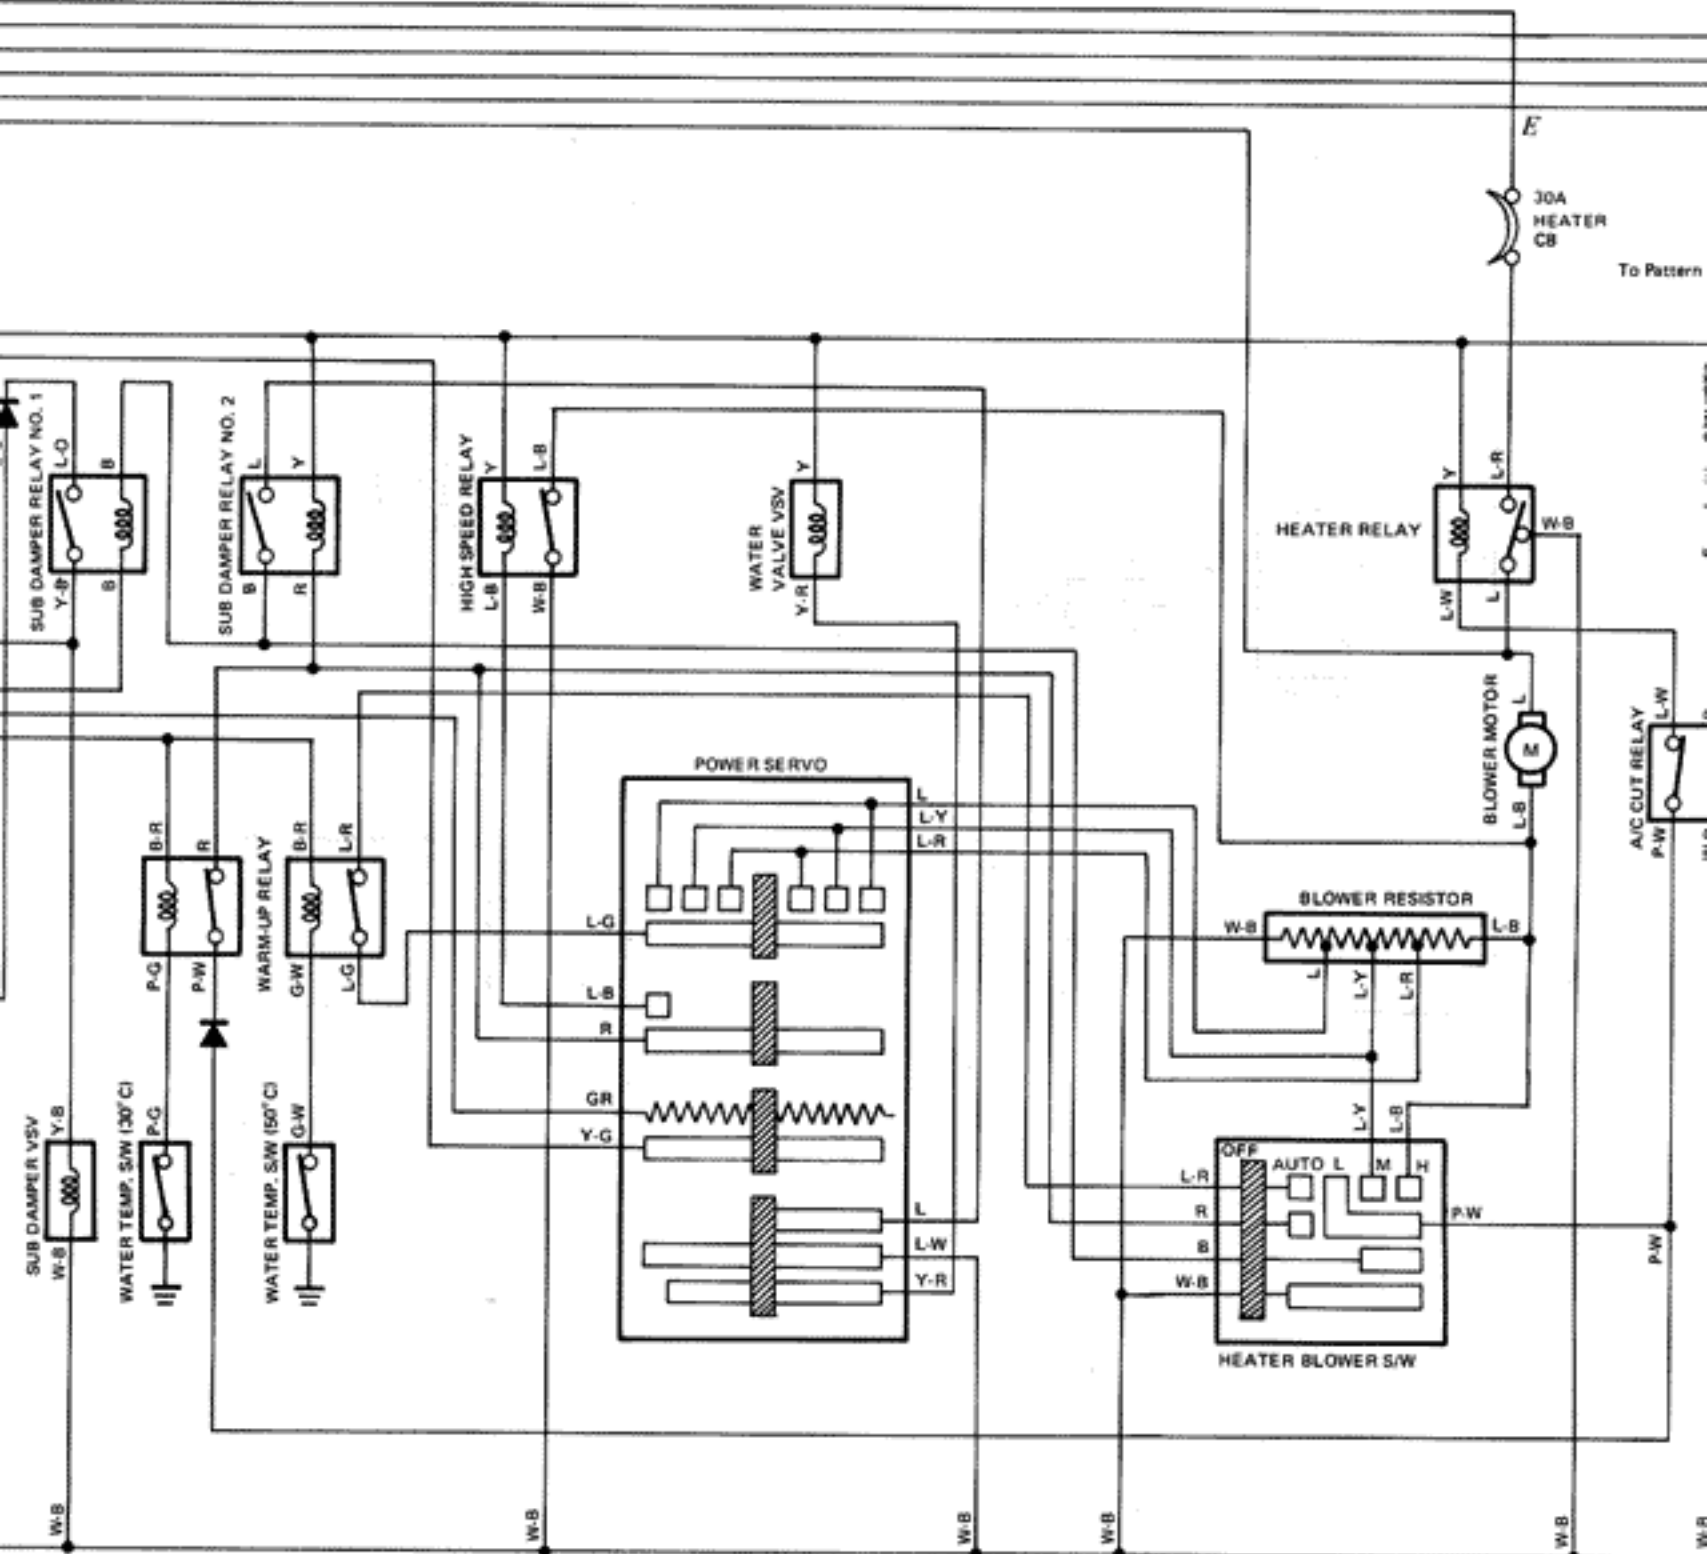 E
30A
HEATER
CB
To Pattern
SUB DAMPER RELAY NO. 1
L-O
B
Y-B
B
SUB DAMPER RELAY NO. 2
L
Y
B
R
HIGH SPEED RELAY
Y
L-B
L-B
W-B
WATER
VALVE VSV
Y
Y-R
HEATER RELAY
Y
L-R
W-B
L-W
L
BLOWER MOTOR
L
M
L-B
A/C CUT RELAY
L-W
P-W
POWER SERVO
L
L-Y
L-R
L-G
L-B
R
GR
Y-G
L
L-W
Y-R
B-R
R
P-G
P-W
WARM-UP RELAY
B-R
L-R
G-W
L-G
BLOWER RESISTOR
W-B
L-B
L
L-Y
L-R
L-Y
L-B
OFF
AUTO
L
M
H
L-R
R
B
W-B
P-W
P-W
HEATER BLOWER S/W
SUB DAMPER VSV
Y-B
W-B
WATER TEMP. S/W (30°C)
P-G
WATER TEMP. S/W (50°C)
G-W
W-B
W-B
W-B
W-B
W-B
W-B